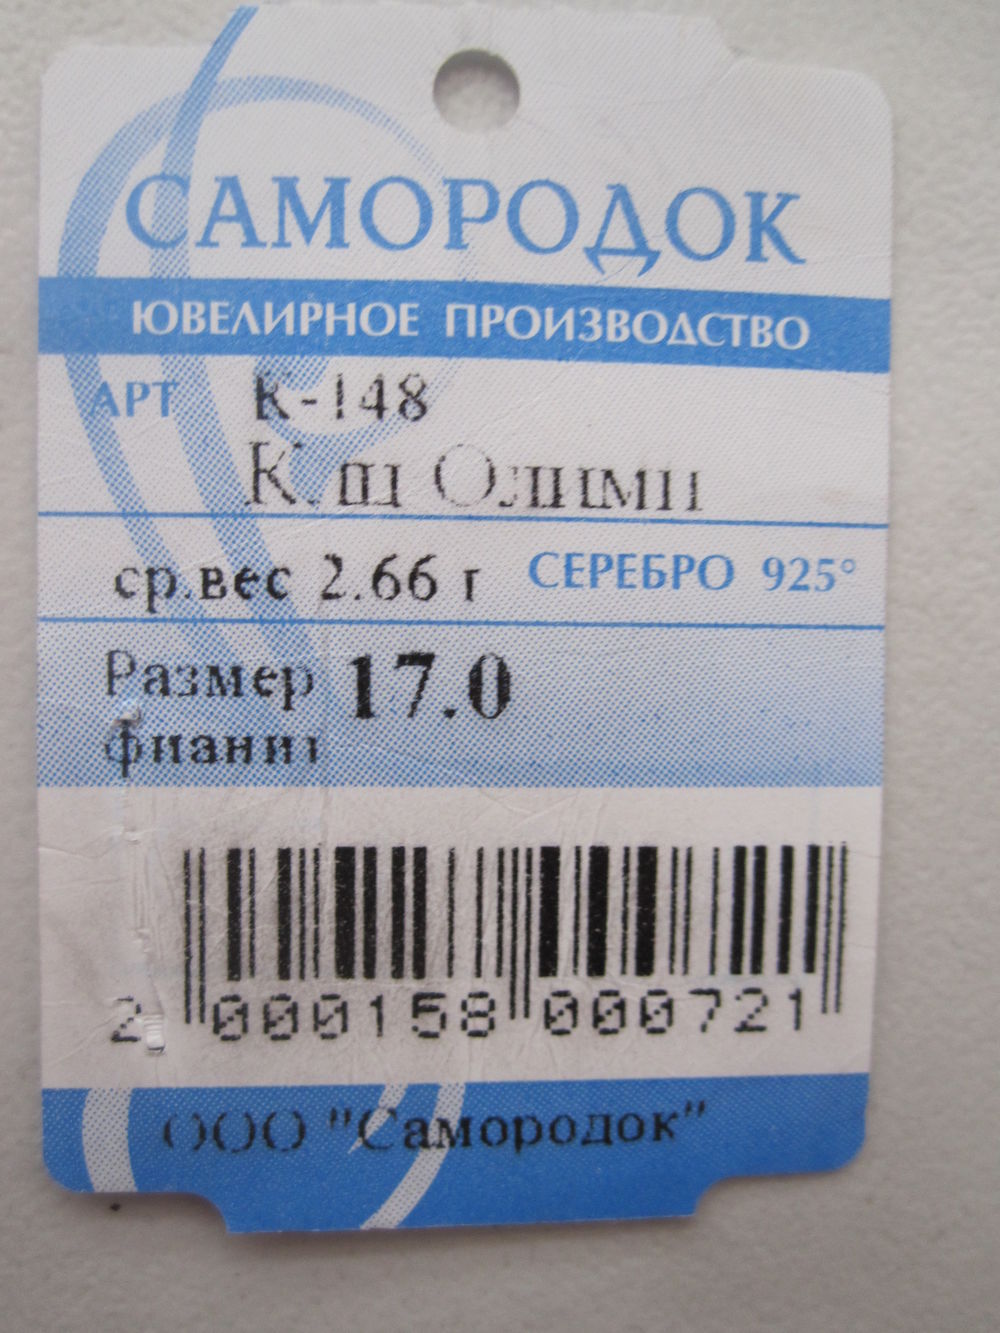 САМОРОДОК
ЮВЕЛИРНОЕ ПРОИЗВОДСТВО
АРТ К-148
ср.вес 2.66 г СЕРЕБРО 925°
Размер 17.0
фианит
2 000158 000721
ООО "Самородок"